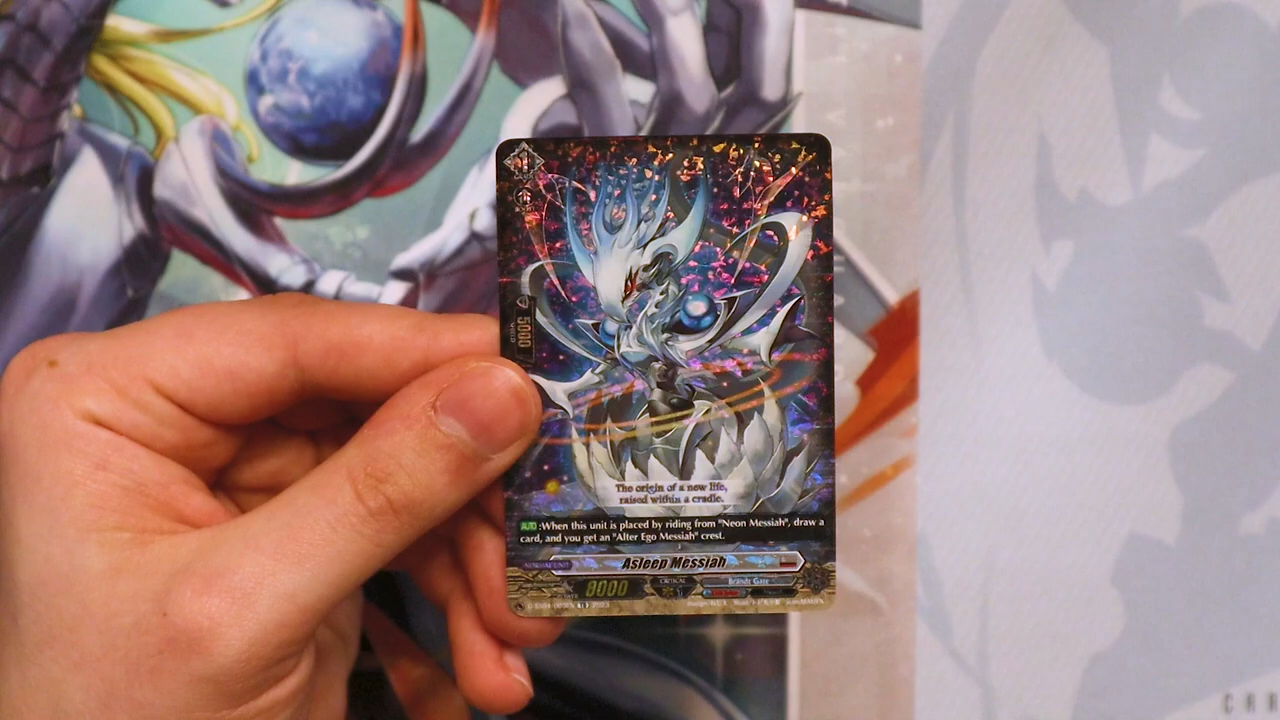 1
5000
The origin of a new life,
raised within a cradle.
AUTO :When this unit is placed by riding from "Neon Messiah", draw a
card, and you get an "Alter Ego Messiah" crest.
NORMAL UNIT
Asleep Messiah
8000
CRITICAL
1
Brandt Gate